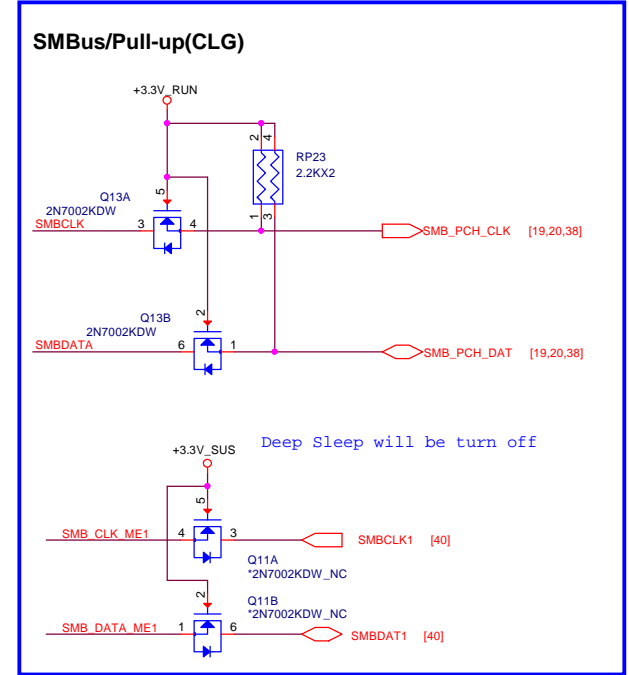 SMBus/Pull-up(CLG)
+3.3V_RUN
2 4
RP23
2.2KX2
5
Q13A
2N7002KDW
1 3
SMBCLK 3 4 SMB_PCH_CLK [19,20,38]
2
Q13B
2N7002KDW
SMBDATA 6 1 SMB_PCH_DAT [19,20,38]
Deep Sleep will be turn off
+3.3V_SUS
5
SMB_CLK_ME1 4 3 SMBCLK1 [40]
Q11A
*2N7002KDW_NC
2
Q11B
*2N7002KDW_NC
SMB_DATA_ME1 1 6 SMBDAT1 [40]